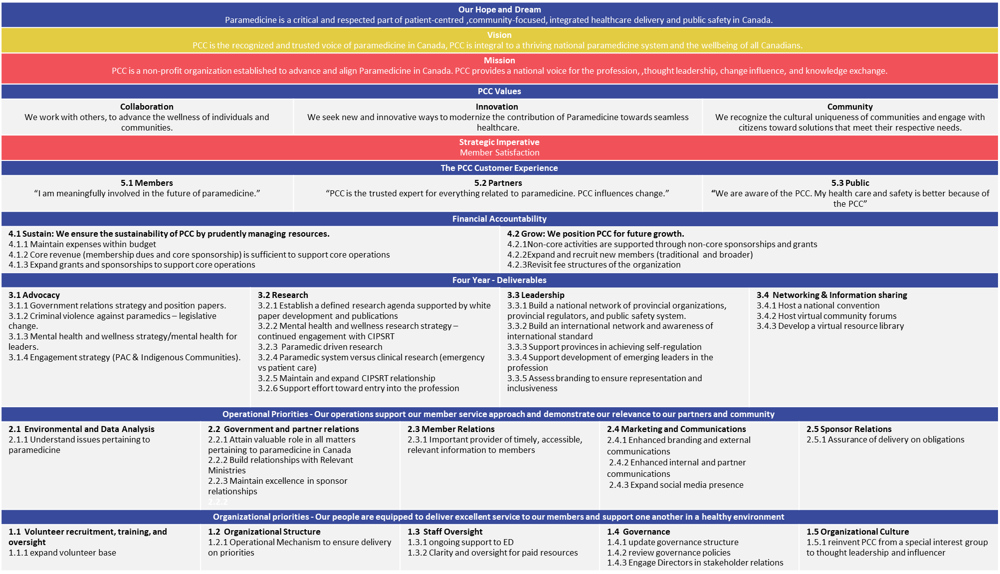 Our Hope and Dream
Paramedicine is a critical and respected part of patient-centred ,community-focused, integrated healthcare delivery and public safety in Canada.
Vision
PCC is the recognized and trusted voice of paramedicine in Canada, PCC is integral to a thriving national paramedicine system and the wellbeing of all Canadians.
Mission
PCC is a non-profit organization established to advance and align Paramedicine in Canada. PCC provides a national voice for the profession, ,thought leadership, change influence, and knowledge exchange.
PCC Values
Collaboration
We work with others, to advance the wellness of individuals and
communities.
Innovation
We seek new and innovative ways to modernize the contribution of Paramedicine towards seamless
healthcare.
Community
We recognize the cultural uniqueness of communities and engage with
citizens toward solutions that meet their respective needs.
Strategic Imperative
Member Satisfaction
The PCC Customer Experience
5.1 Members
“I am meaningfully involved in the future of paramedicine.”
5.2 Partners
“PCC is the trusted expert for everything related to paramedicine. PCC influences change.”
5.3 Public
“We are aware of the PCC. My health care and safety is better because of
the PCC”
Financial Accountability
4.1 Sustain: We ensure the sustainability of PCC by prudently managing resources.
4.1.1 Maintain expenses within budget
4.1.2 Core revenue (membership dues and core sponsorship) is sufficient to support core operations
4.1.3 Expand grants and sponsorships to support core operations
4.2 Grow: We position PCC for future growth.
4.2.1Non-core activities are supported through non-core sponsorships and grants
4.2.2Expand and recruit new members (traditional and broader)
4.2.3Revisit fee structures of the organization
Four Year - Deliverables
3.1 Advocacy
3.1.1 Government relations strategy and position papers.
3.1.2 Criminal violence against paramedics – legislative
change.
3.1.3 Mental health and wellness strategy/mental health for
leaders.
3.1.4 Engagement strategy (PAC & Indigenous Communities).
3.2 Research
3.2.1 Establish a defined research agenda supported by white
paper development and publications
3.2.2 Mental health and wellness research strategy –
continued engagement with CIPSRT
3.2.3 Paramedic driven research
3.2.4 Paramedic system versus clinical research (emergency
vs patient care)
3.2.5 Maintain and expand CIPSRT relationship
3.2.6 Support effort toward entry into the profession
3.3 Leadership
3.3.1 Build a national network of provincial organizations,
provincial regulators, and public safety system.
3.3.2 Build an international network and awareness of
international standard
3.3.3 Support provinces in achieving self-regulation
3.3.4 Support development of emerging leaders in the
profession
3.3.5 Assess branding to ensure representation and
inclusiveness
3.4 Networking & Information sharing
3.4.1 Host a national convention
3.4.2 Host virtual community forums
3.4.3 Develop a virtual resource library
Operational Priorities - Our operations support our member service approach and demonstrate our relevance to our partners and community
2.1 Environmental and Data Analysis
2.1.1 Understand issues pertaining to
paramedicine
2.2 Government and partner relations
2.2.1 Attain valuable role in all matters
pertaining to paramedicine in Canada
2.2.2 Build relationships with Relevant
Ministries
2.2.3 Maintain excellence in sponsor
relationships
2.2.2
2.3 Member Relations
2.3.1 Important provider of timely, accessible,
relevant information to members
2.4 Marketing and Communications
2.4.1 Enhanced branding and external
communications
2.4.2 Enhanced internal and partner
communications
2.4.3 Expand social media presence
2.5 Sponsor Relations
2.5.1 Assurance of delivery on obligations
Organizational priorities - Our people are equipped to deliver excellent service to our members and support one another in a healthy environment
1.1 Volunteer recruitment, training, and
oversight
1.1.1 expand volunteer base
1.2 Organizational Structure
1.2.1 Operational Mechanism to ensure delivery
on priorities
1.3 Staff Oversight
1.3.1 ongoing support to ED
1.3.2 Clarity and oversight for paid resources
1.4 Governance
1.4.1 update governance structure
1.4.2 review governance policies
1.4.3 Engage Directors in stakeholder relations
1.5 Organizational Culture
1.5.1 reinvent PCC from a special interest group
to thought leadership and influencer